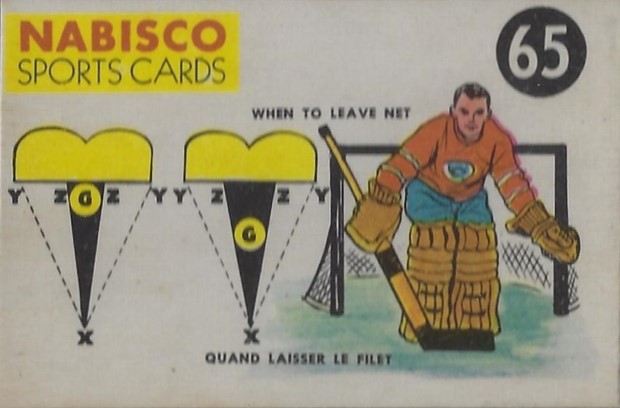 NABISCO
SPORTS CARDS
65
WHEN TO LEAVE NET
Y Z G Z Y Y Z Z Y
G
X X
QUAND LAISSER LE FILET